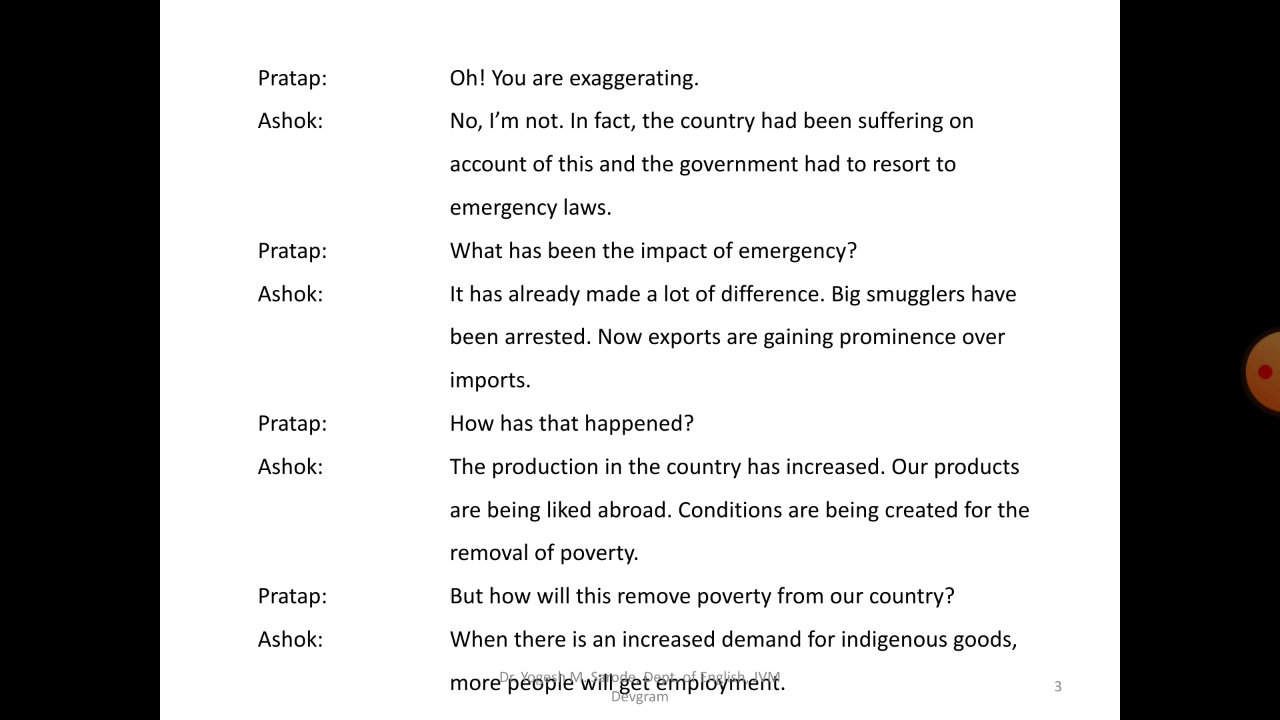 Pratap: Oh! You are exaggerating.
Ashok: No, I’m not. In fact, the country had been suffering on
account of this and the government had to resort to
emergency laws.
Pratap: What has been the impact of emergency?
Ashok: It has already made a lot of difference. Big smugglers have
been arrested. Now exports are gaining prominence over
imports.
Pratap: How has that happened?
Ashok: The production in the country has increased. Our products
are being liked abroad. Conditions are being created for the
removal of poverty.
Pratap: But how will this remove poverty from our country?
Ashok: When there is an increased demand for indigenous goods,
more people will get employment.
Dr. Yogesh M. Sarode, Dept. of English, JVM
Devgram
3